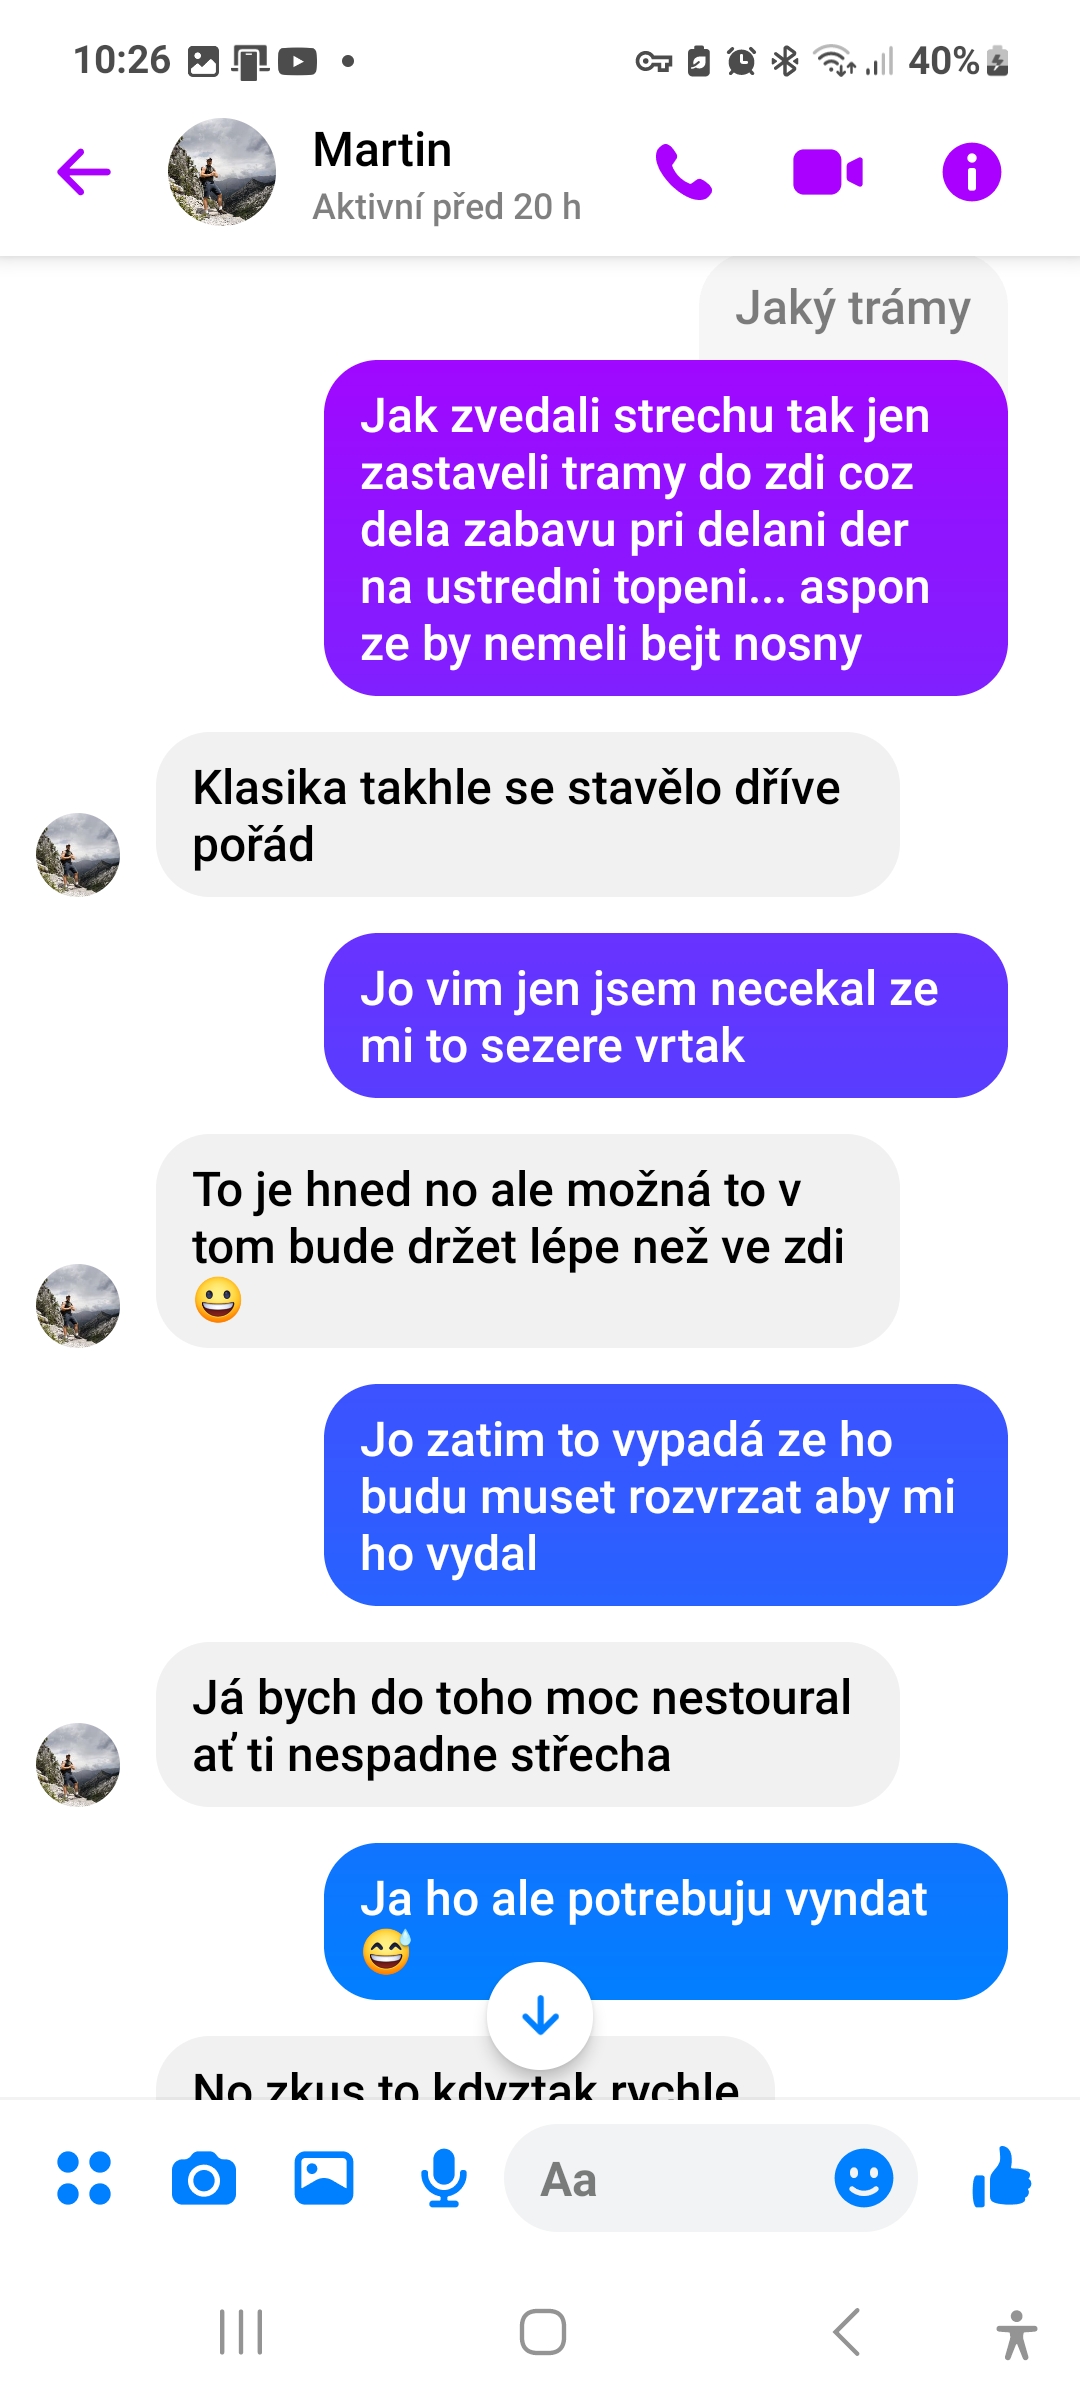 10:26
40%
Martin
Aktivní před 20 h
Jaký trámy
Jak zvedali strechu tak jen
zastaveli tramy do zdi coz
dela zabavu pri delani der
na ustredni topeni... aspon
ze by nemeli bejt nosny
Klasika takhle se stavělo dříve
pořád
Jo vim jen jsem necekal ze
mi to sezere vrtak
To je hned no ale možná to v
tom bude držet lépe než ve zdi
😀
Jo zatim to vypadá ze ho
budu muset rozvrzat aby mi
ho vydal
Já bych do toho moc nestoural
ať ti nespadne střecha
Ja ho ale potrebuju vyndat
😅
No zkus to kdyztak rychle
Aa